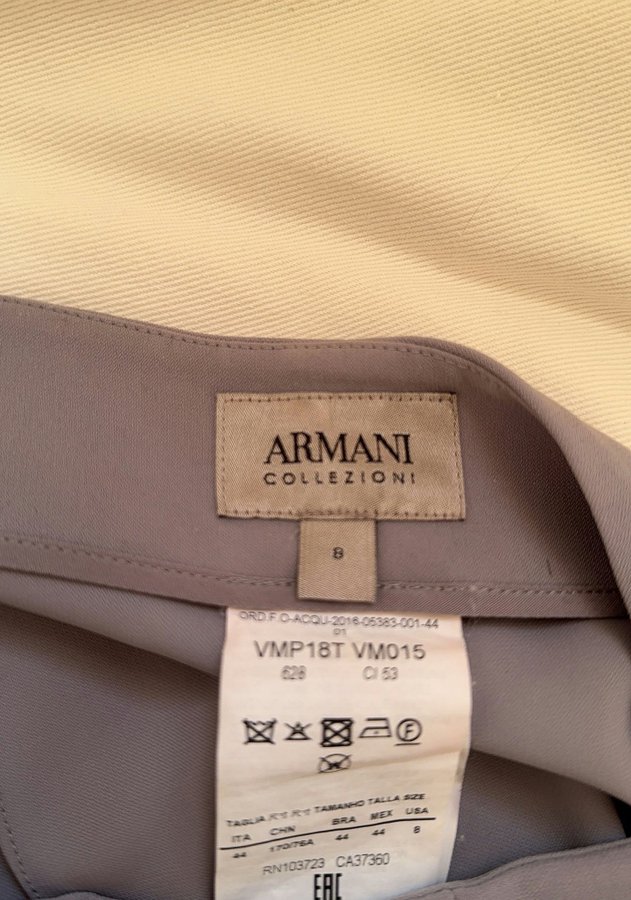 ARMANI
COLLEZIONI
8
ORD.F.O-ACQU-2016-05383-001-44
01
VMP18T VM015
628 CI 53
F
TAGLIA TAMANHO TALLA SIZE
ITA CHN BRA MEX USA
44 170/76A 44 44 8
RN103723 CA37360
EAC